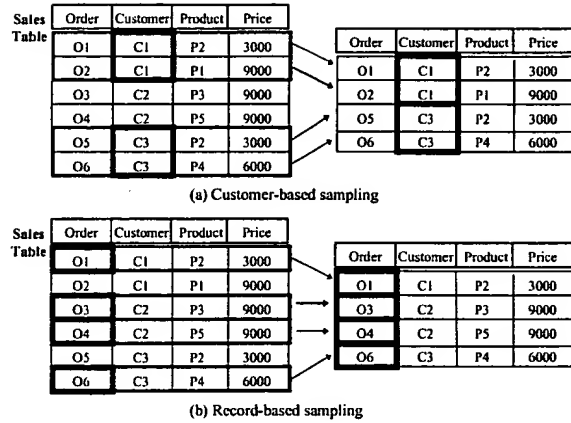 Sales Table
Order Customer Product Price
O1 C1 P2 3000
O2 C1 P1 9000
O3 C2 P3 9000
O4 C2 P5 9000
O5 C3 P2 3000
O6 C3 P4 6000
Order Customer Product Price
O1 C1 P2 3000
O2 C1 P1 9000
O5 C3 P2 3000
O6 C3 P4 6000
(a) Customer-based sampling
Sales Table
Order Customer Product Price
O1 C1 P2 3000
O2 C1 P1 9000
O3 C2 P3 9000
O4 C2 P5 9000
O5 C3 P2 3000
O6 C3 P4 6000
Order Customer Product Price
O1 C1 P2 3000
O3 C2 P3 9000
O4 C2 P5 9000
O6 C3 P4 6000
(b) Record-based sampling